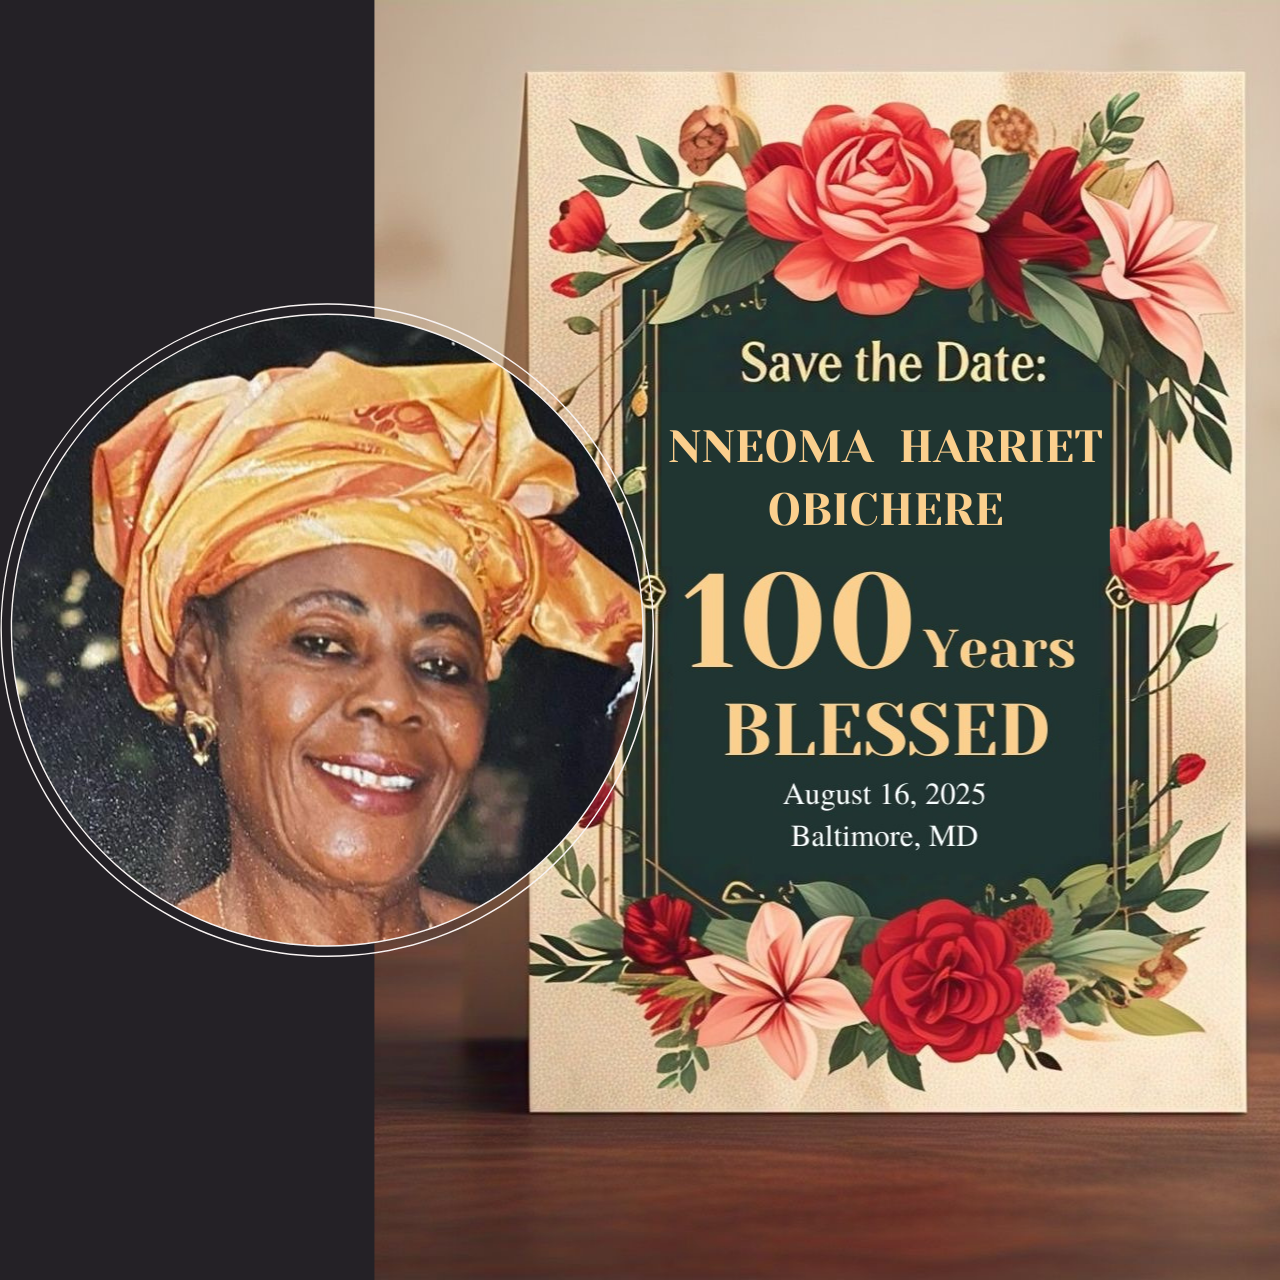 Save the Date:
NNEOMA HARRIET
OBICHERE
100 Years
BLESSED
August 16, 2025
Baltimore, MD